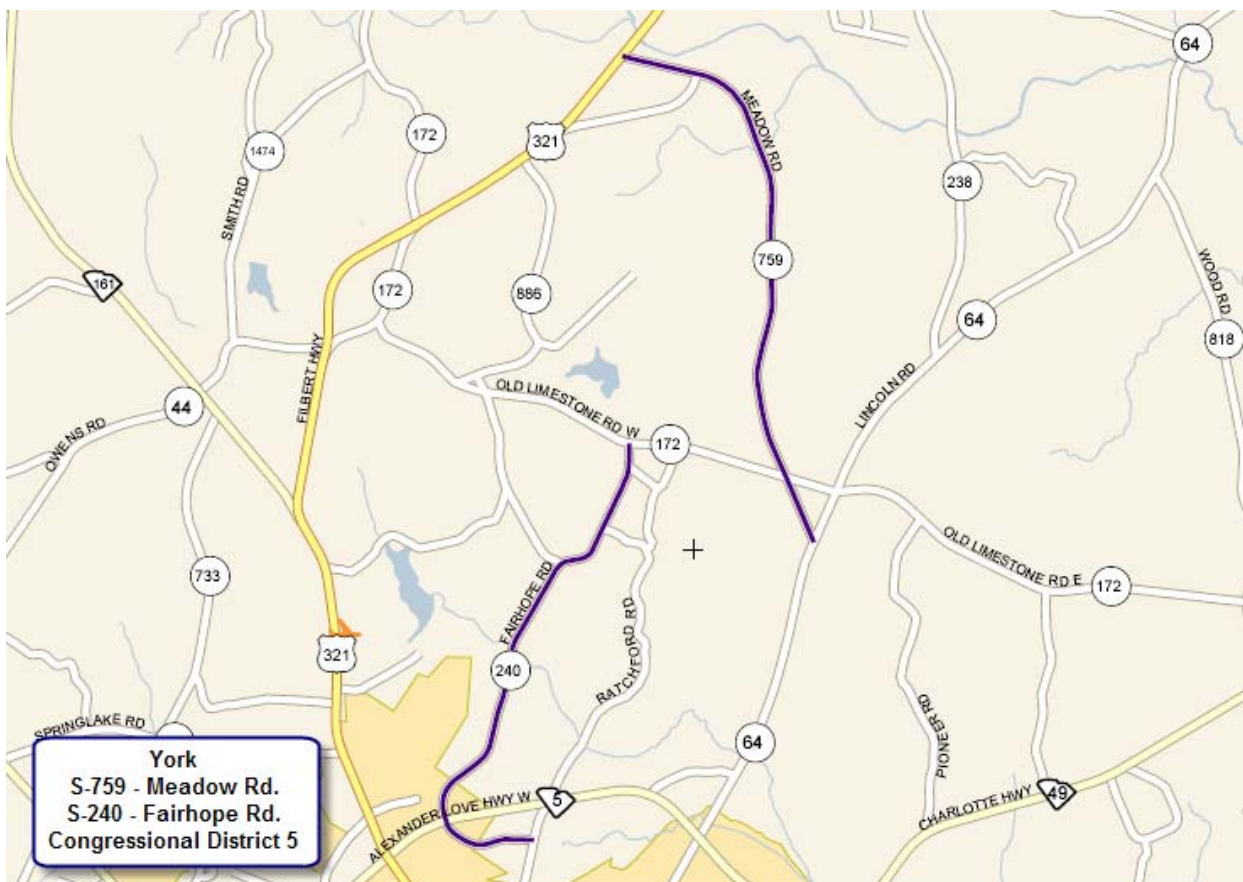 64
172
321
MEADOW RD
1474
SMITH RD
238
759
WOOD RD
161
172
886
64
818
FILBERT HWY
44
OLD LIMESTONE RD W
LINCOLN RD
OWENS RD
172
733
OLD LIMESTONE RD E
172
FAIRHOPE RD
321
240
RATCHFORD RD
PIONEER RD
SPRINGLAKE RD
64
5
49
ALEXANDER LOVE HWY W
CHARLOTTE HWY
York
S-759 - Meadow Rd.
S-240 - Fairhope Rd.
Congressional District 5